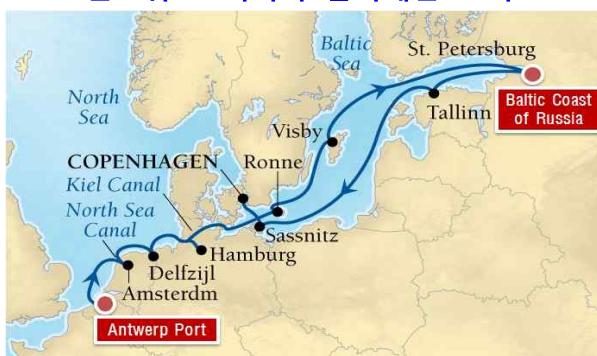 Baltic
Sea
St. Petersburg
North
Sea
Baltic Coast
of Russia
Tallinn
Visby
COPENHAGEN
Ronne
Kiel Canal
North Sea
Canal
Sassnitz
Hamburg
Delfzijl
Amsterdm
Antwerp Port